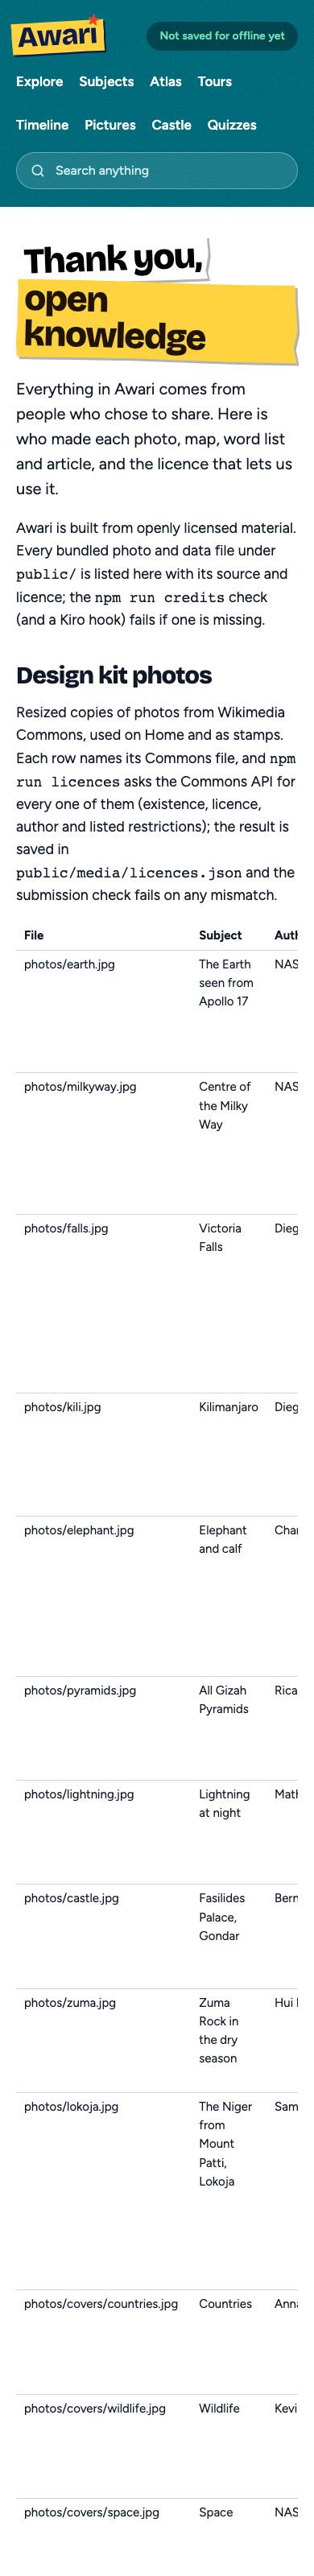 Awari
Not saved for offline yet
Explore Subjects Atlas Tours
Timeline Pictures Castle Quizzes
Search anything
Thank you,
open
knowledge
Everything in Awari comes from
people who chose to share. Here is
who made each photo, map, word list
and article, and the licence that lets us
use it.
Awari is built from openly licensed material.
Every bundled photo and data file under
public/ is listed here with its source and
licence; the npm run credits check
(and a Kiro hook) fails if one is missing.
Design kit photos
Resized copies of photos from Wikimedia
Commons, used on Home and as stamps.
Each row names its Commons file, and npm
run licences asks the Commons API for
every one of them (existence, licence,
author and listed restrictions); the result is
saved in
public/media/licences.json and the
submission check fails on any mismatch.
File Subject
photos/earth.jpg The Earth
seen from
Apollo 17
photos/milkyway.jpg Centre of
the Milky
Way
photos/falls.jpg Victoria
Falls
photos/kili.jpg Kilimanjaro
photos/elephant.jpg Elephant
and calf
photos/pyramids.jpg All Gizah
Pyramids
photos/lightning.jpg Lightning
at night
photos/castle.jpg Fasilides
Palace,
Gondar
photos/zuma.jpg Zuma Hui
Rock in
the dry
season
photos/lokoja.jpg The Niger
from
Mount
Patti,
Lokoja
photos/covers/countries.jpg Countries
photos/covers/wildlife.jpg Wildlife
photos/covers/space.jpg Space